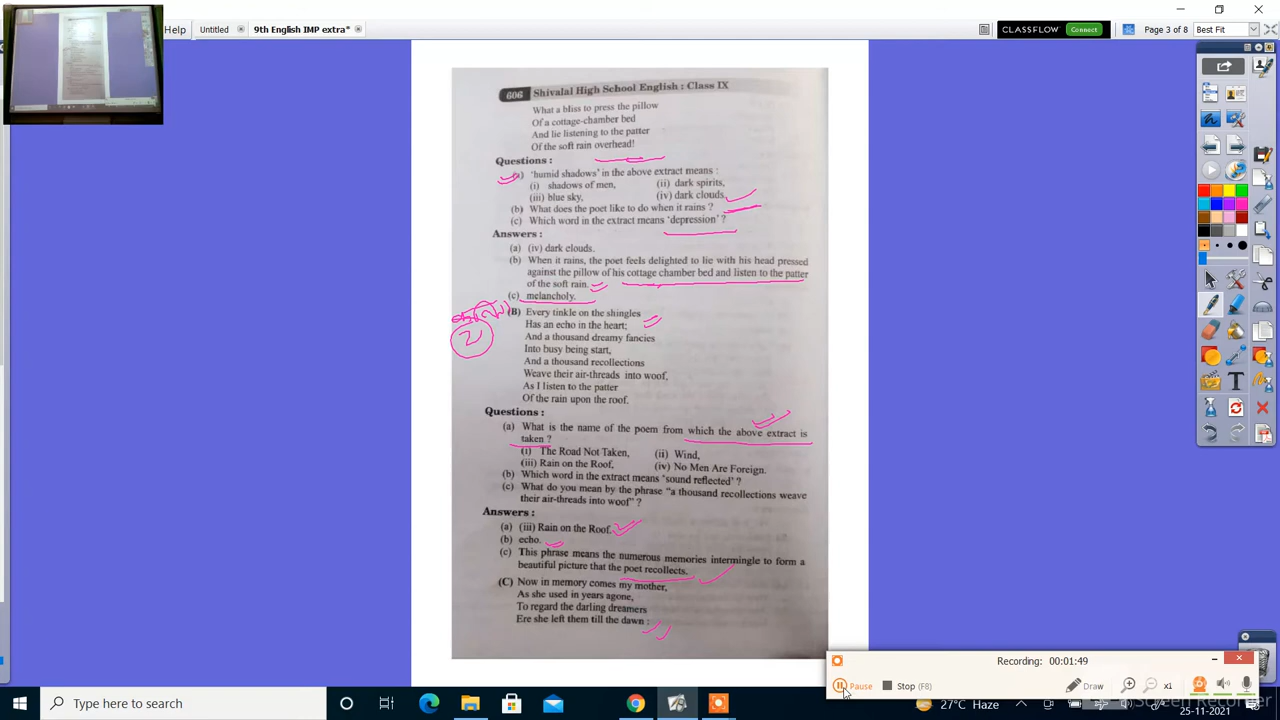 Help
Untitled
9th English IMP extra*
CLASSFLOW
Connect
Page 3 of 8
Best Fit
606 Shivalal High School English : Class IX
What a bliss to press the pillow
Of a cottage-chamber bed
And lie listening to the patter
Of the soft rain overhead!
Questions :
(a) 'humid shadows' in the above extract means :
(i) shadows of men, (ii) dark spirits,
(iii) blue sky, (iv) dark clouds.
(b) What does the poet like to do when it rains ?
(c) Which word in the extract means 'depression' ?
Answers :
(a) (iv) dark clouds.
(b) When it rains, the poet feels delighted to lie with his head pressed
against the pillow of his cottage chamber bed and listen to the patter
of the soft rain.
(c) melancholy.
2
(B) Every tinkle on the shingles
Has an echo in the heart;
And a thousand dreamy fancies
Into busy being start,
And a thousand recollections
Weave their air-threads into woof,
As I listen to the patter
Of the rain upon the roof.
Questions :
(a) What is the name of the poem from which the above extract is
taken ?
(i) The Road Not Taken, (ii) Wind,
(iii) Rain on the Roof, (iv) No Men Are Foreign.
(b) Which word in the extract means 'sound reflected' ?
(c) What do you mean by the phrase "a thousand recollections weave
their air-threads into woof" ?
Answers :
(a) (iii) Rain on the Roof.
(b) echo.
(c) This phrase means the numerous memories intermingle to form a
beautiful picture that the poet recollects.
(C) Now in memory comes my mother,
As she used in years agone,
To regard the darling dreamers
Ere she left them till the dawn :
Recording: 00:01:49
Pause
Stop (F8)
Draw
x1
Type here to search
27°C Haze
25-11-2021
Screen Recorder